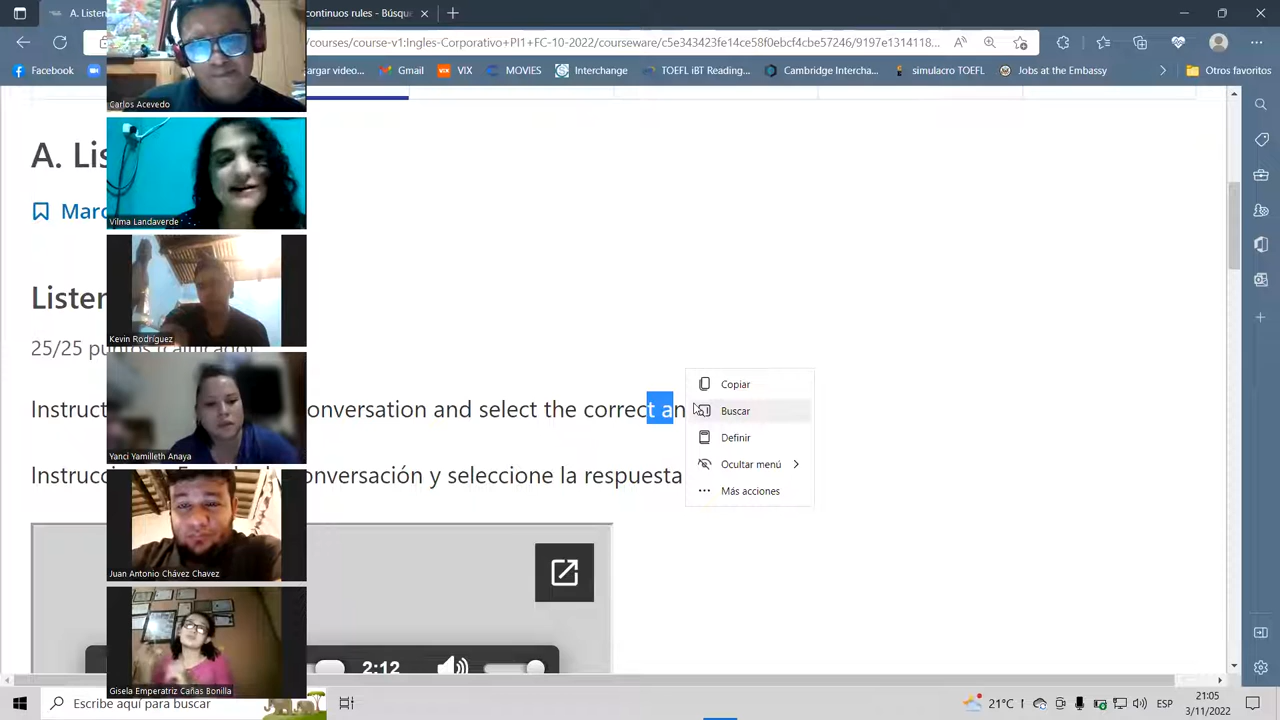 continuos rules - Búsqu
/courses/course-v1:Ingles-Corporativo+PI1+FC-10-2022/courseware/c5e343423fe14ce58f0ebcf4cbe57246/9197e1314118...
Facebook
argar video...
Gmail
VIX
MOVIES
Interchange
TOEFL iBT Reading...
Cambridge Intercha...
simulacro TOEFL
Jobs at the Embassy
Otros favoritos
Carlos Acevedo
A. Lis
Vilma Landaverde
Marc
Listen
Kevin Rodríguez
25/25 puntos (calificado)
Copiar
Instruct
onversation and select the correct an
Buscar
Definir
Yanci Yamilleth Anaya
Ocultar menú
Instrucc
onversación y seleccione la respuesta
Más acciones
Juan Antonio Chávez Chavez
2:12
Gisela Emperatriz Cañas Bonilla
Escribe aquí para buscar
21°C
ESP
21:05
3/11/2022